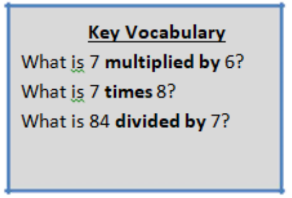 Key Vocabulary
What is 7 multiplied by 6?
What is 7 times 8?
What is 84 divided by 7?